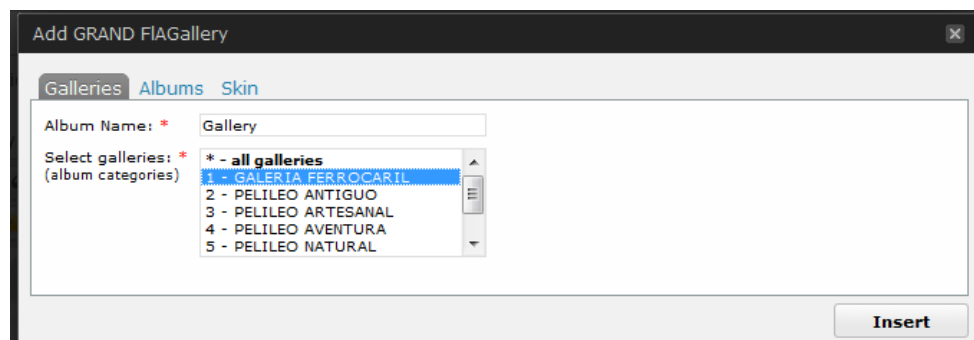 Add GRAND FlAGallery
Galleries Albums Skin
Album Name: * Gallery
Select galleries: * * - all galleries
(album categories) 1 - GALERIA FERROCARIL
2 - PELILEO ANTIGUO
3 - PELILEO ARTESANAL
4 - PELILEO AVENTURA
5 - PELILEO NATURAL
Insert